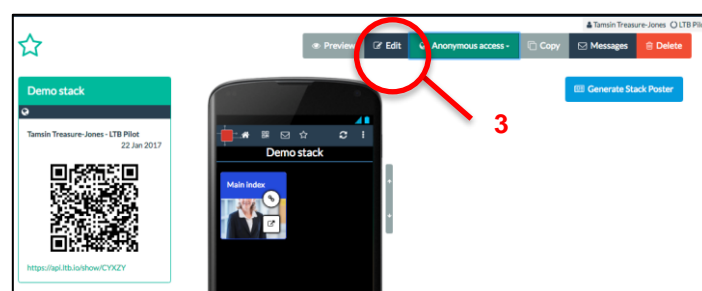 Tamsin Treasure-Jones LTB Pil
Preview Edit Anonymous access Copy Messages Delete
Demo stack
Generate Stack Poster
Tamsin Treasure-Jones - LTB Pilot
22 Jan 2017
3
Demo stack
Main index
https://api.ltb.io/show/CYXZY